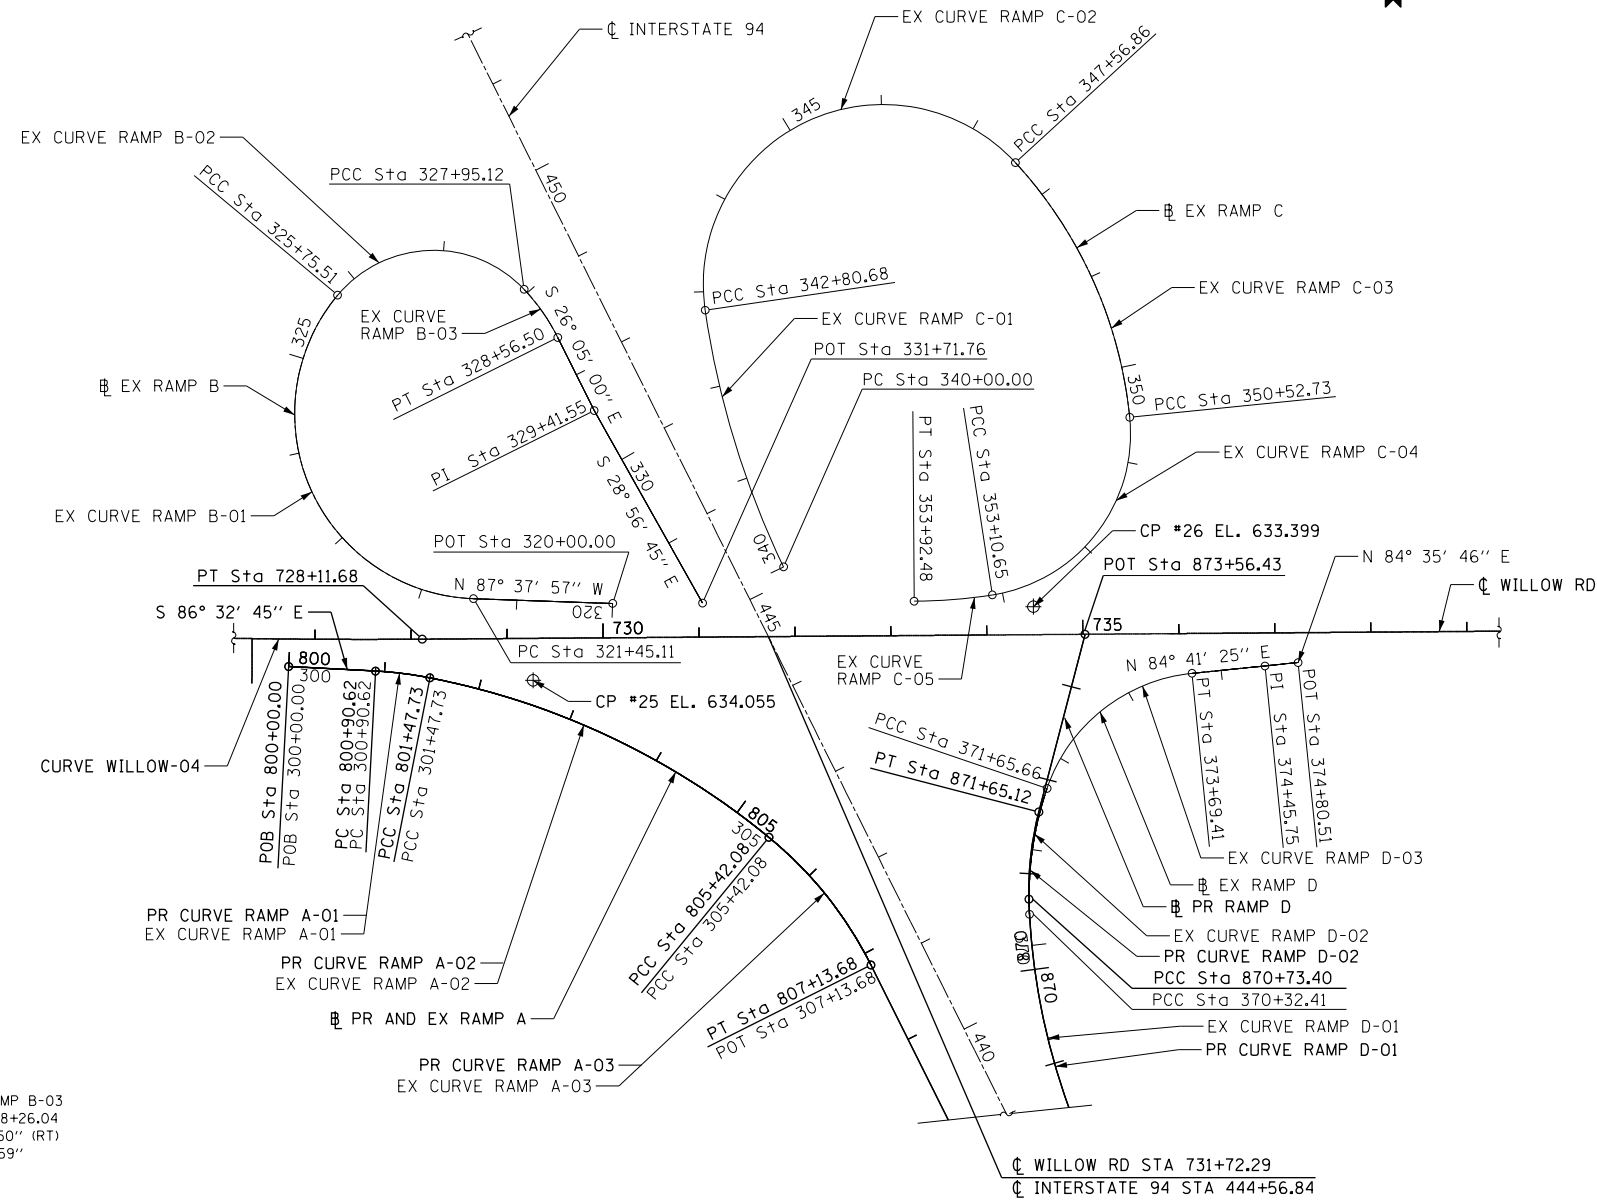 EX CURVE RAMP C-02
℄ INTERSTATE 94
PCC Sta 347+56.86
345
EX CURVE RAMP B-02
PCC Sta 327+95.12
450
PCC Sta 325+75.51
EX RAMP C
PCC Sta 342+80.68
EX CURVE RAMP C-03
S 26° 05' 00" E
EX CURVE
RAMP B-03
325
EX CURVE RAMP C-01
POT Sta 331+71.76
PT Sta 328+56.50
PC Sta 340+00.00
EX RAMP B
350
PCC Sta 350+52.73
PI Sta 329+41.55
PT Sta 353+92.48
PCC Sta 353+10.65
EX CURVE RAMP C-04
330
S 28° 56' 45" E
EX CURVE RAMP B-01
POT Sta 320+00.00
340
CP #26 EL. 633.399
N 84° 35' 46" E
POT Sta 873+56.43
PT Sta 728+11.68
N 87° 37' 57" W
℄ WILLOW RD
S 86° 32' 45" E
320
445
730
735
PC Sta 321+45.11
EX CURVE
RAMP C-05
N 84° 41' 25" E
800
300
CP #25 EL. 634.055
POB Sta 800+00.00
POB Sta 300+00.00
PC Sta 800+90.62
PC Sta 300+90.62
PCC Sta 801+47.73
PCC Sta 301+47.73
PCC Sta 371+65.66
PT Sta 871+65.12
PT Sta 373+69.41
PI Sta 374+45.75
POT Sta 374+80.51
CURVE WILLOW-04
805
305
PCC Sta 805+42.08
PCC Sta 305+42.08
EX CURVE RAMP D-03
EX RAMP D
PR RAMP D
PR CURVE RAMP A-01
EX CURVE RAMP A-01
EX CURVE RAMP D-02
PR CURVE RAMP D-02
PR CURVE RAMP A-02
EX CURVE RAMP A-02
PCC Sta 870+73.40
PCC Sta 370+32.41
870
PR AND EX RAMP A
PT Sta 807+13.68
POT Sta 307+13.68
440
EX CURVE RAMP D-01
PR CURVE RAMP D-01
PR CURVE RAMP A-03
EX CURVE RAMP A-03
MP B-03
8+26.04
50" (RT)
59"
℄ WILLOW RD STA 731+72.29
℄ INTERSTATE 94 STA 444+56.84